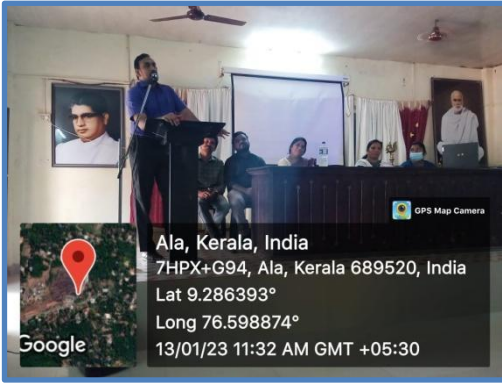 GPS Map Camera
Ala, Kerala, India
7HPX+G94, Ala, Kerala 689520, India
Lat 9.286393°
Long 76.598874°
13/01/23 11:32 AM GMT +05:30
Google